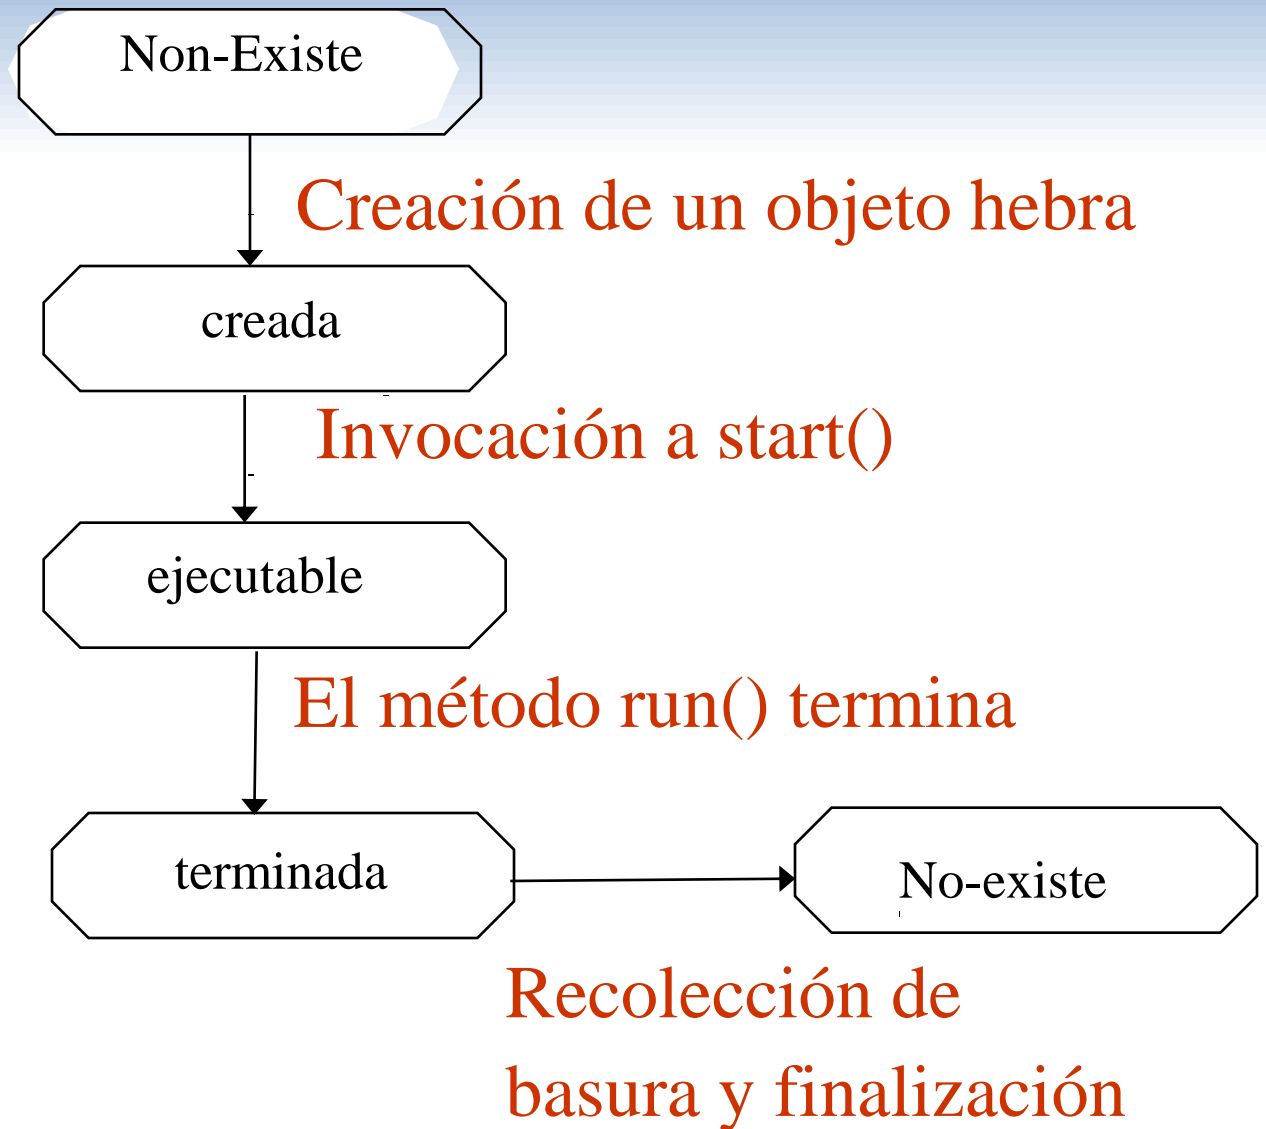 Non-Existe
Creación de un objeto hebra
creada
Invocación a start()
ejecutable
El método run() termina
terminada
No-existe
Recolección de
basura y finalización